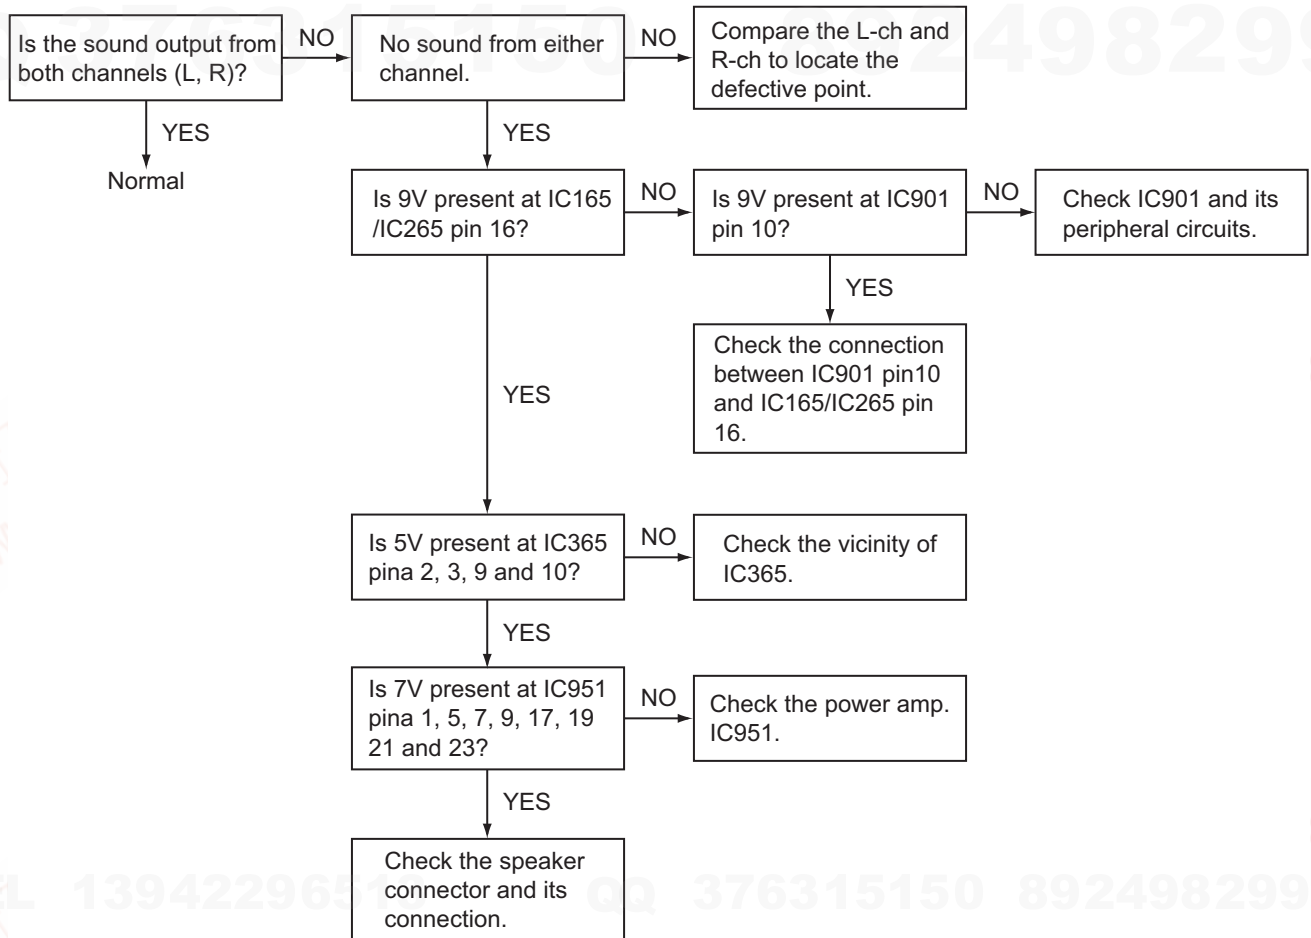 Is the sound output from
both channels (L, R)?
NO
No sound from either
channel.
NO
Compare the L-ch and
R-ch to locate the
defective point.
YES
Normal
YES
Is 9V present at IC165
/IC265 pin 16?
NO
Is 9V present at IC901
pin 10?
NO
Check IC901 and its
peripheral circuits.
YES
Check the connection
between IC901 pin10
and IC165/IC265 pin
16.
YES
Is 5V present at IC365
pina 2, 3, 9 and 10?
NO
Check the vicinity of
IC365.
YES
Is 7V present at IC951
pina 1, 5, 7, 9, 17, 19
21 and 23?
NO
Check the power amp.
IC951.
YES
Check the speaker
connector and its
connection.
376315150 892498299
13942296513 QQ 376315150 892498299